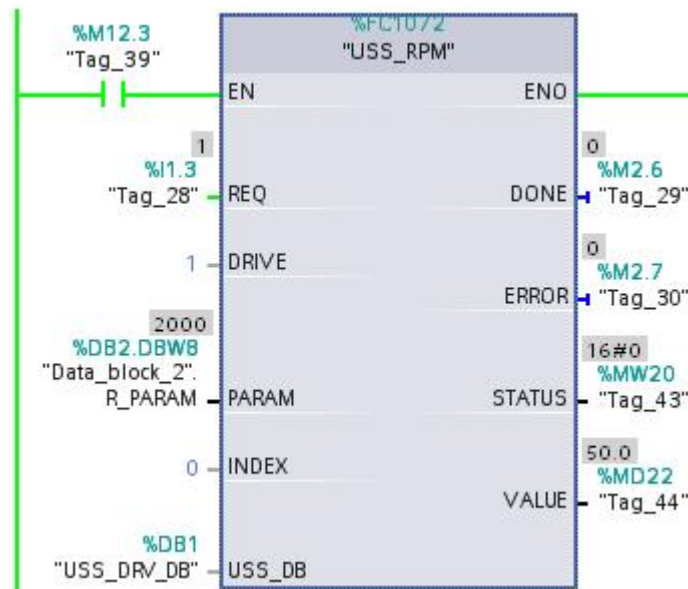 %FC1072
%M12.3
"Tag_39"
"USS_RPM"
EN
ENO
1
0
%I1.3
%M2.6
"Tag_28"
REQ
DONE
"Tag_29"
1
DRIVE
0
%M2.7
ERROR
"Tag_30"
2000
%DB2.DBW8
16#0
"Data_block_2".
%MW20
R_PARAM
PARAM
STATUS
"Tag_43"
50.0
0
INDEX
%MD22
VALUE
"Tag_44"
%DB1
"USS_DRV_DB"
USS_DB